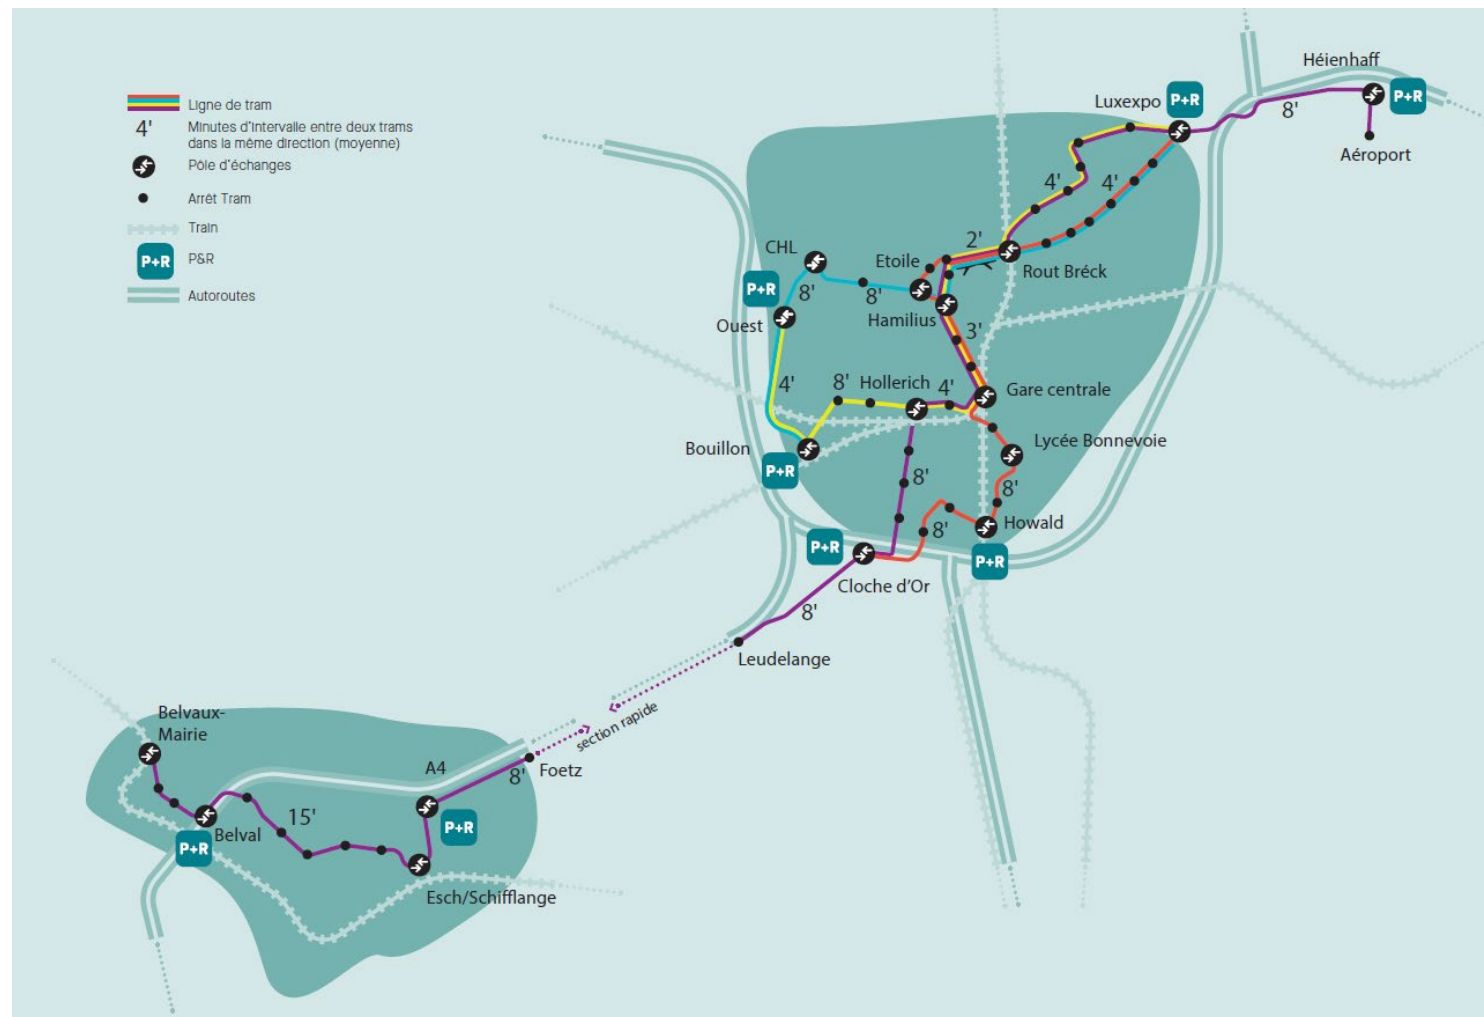 Ligne de tram
4'
Minutes d'intervalle entre deux trams
dans la même direction (moyenne)
Pôle d'échanges
Arrêt Tram
Train
P+R
P&R
Autoroutes
Héienhaff
P+R
Luxexpo
P+R
8'
Aéroport
4'
4'
2'
CHL
Etoile
Rout Bréck
P+R
8'
8'
Ouest
Hamilius
3'
4'
8'
Hollerich
4'
Gare centrale
Bouillon
P+R
Lycée Bonnevoie
8'
8'
Howald
8'
P+R
P+R
Cloche d'Or
8'
Leudelange
section rapide
Belvaux-
Mairie
A4
8'
Foetz
15'
P+R
Belval
P+R
Esch/Schifflange